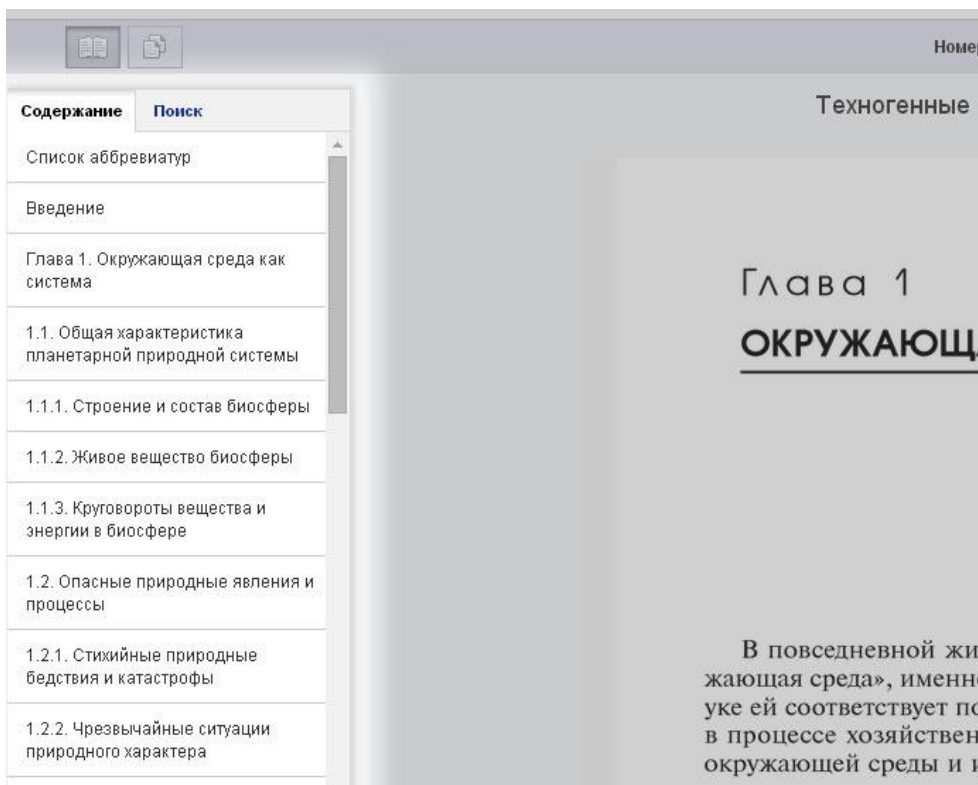 Номер
Содержание
Поиск
Техногенные
Список аббревиатур
Введение
Глава 1. Окружающая среда как
система
1.1. Общая характеристика
планетарной природной системы
1.1.1. Строение и состав биосферы
1.1.2. Живое вещество биосферы
1.1.3. Круговороты вещества и
энергии в биосфере
1.2. Опасные природные явления и
процессы
1.2.1. Стихийные природные
бедствия и катастрофы
1.2.2. Чрезвычайные ситуации
природного характера
Глава 1
ОКРУЖАЮЩА
В повседневной жи
жающая среда», именно
уке ей соответствует по
в процессе хозяйствен
окружающей среды и и